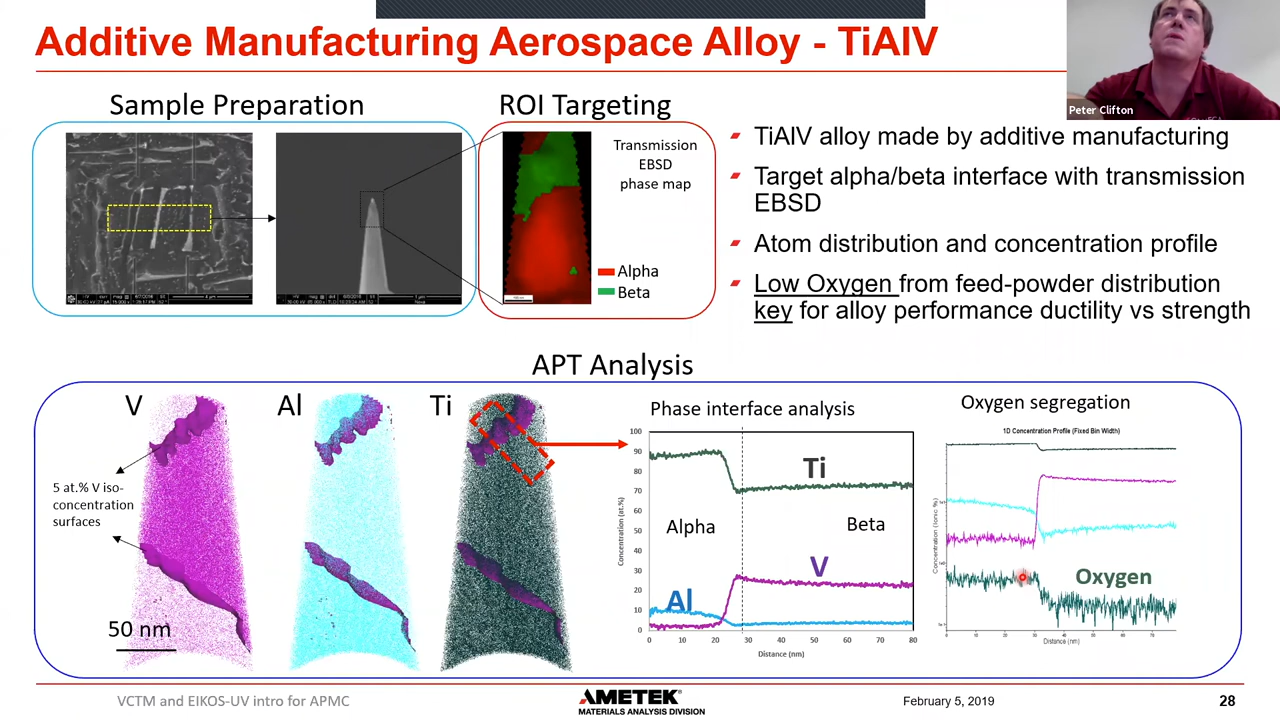 Additive Manufacturing Aerospace Alloy - TiAlV
Peter Clifton
Sample Preparation
ROI Targeting
Transmission
EBSD
phase map
Alpha
Beta
TiAlV alloy made by additive manufacturing
Target alpha/beta interface with transmission
EBSD
Atom distribution and concentration profile
Low Oxygen from feed-powder distribution
key for alloy performance ductility vs strength
APT Analysis
V
Al
Ti
5 at.% V iso-
concentration
surfaces
50 nm
Phase interface analysis
100
90
80
70
60
50
40
30
20
10
0
Concentration (at.%)
Ti
Alpha
Beta
V
Al
0 10 20 30 40 50 60 70 80
Distance (nm)
Oxygen segregation
1D Concentration Profile (Fixed Bin Width)
Concentration (Ionic %)
Oxygen
Distance (nm)
VCTM and EIKOS-UV intro for APMC
AMETEK
MATERIALS ANALYSIS DIVISION
February 5, 2019
28